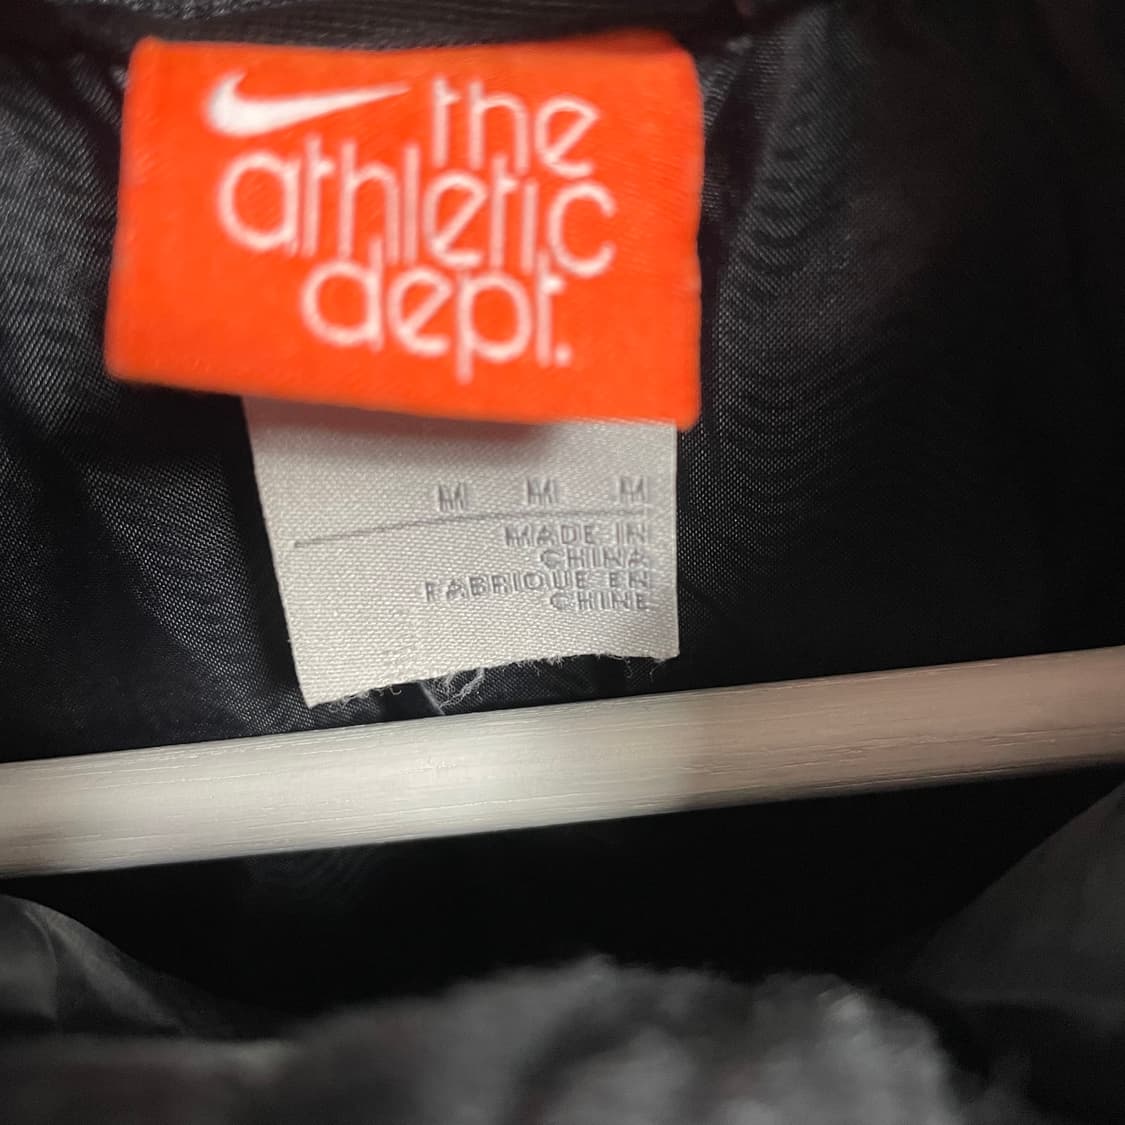 the
athletic
dept.
M M M
MADE IN
CHINA
FABRIQUE EN
CHINE